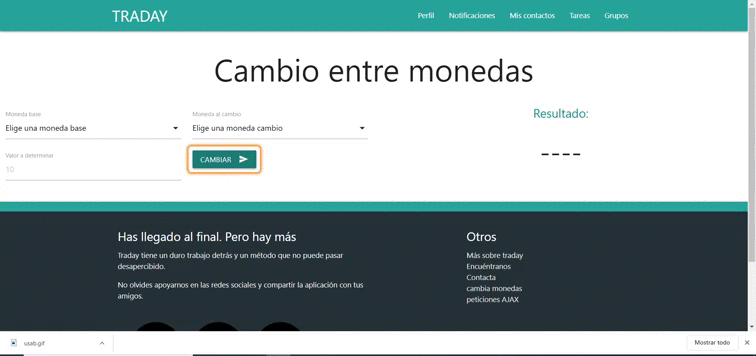 TRADAY
Perfil Notificaciones Mis contactos Tareas Grupos
Cambio entre monedas
Moneda base
Elige una moneda base
Moneda al cambio
Elige una moneda cambio
Resultado:
----
Valor a determinar
10
CAMBIAR
Has llegado al final. Pero hay más
Traday tiene un duro trabajo detrás y un método que no puede pasar
desapercibido.
No olvides apoyarnos en las redes sociales y compartir la aplicación con tus
amigos.
Otros
Más sobre traday
Encuéntranos
Contacta
cambia monedas
peticiones AJAX
usab.gif
Mostrar todo